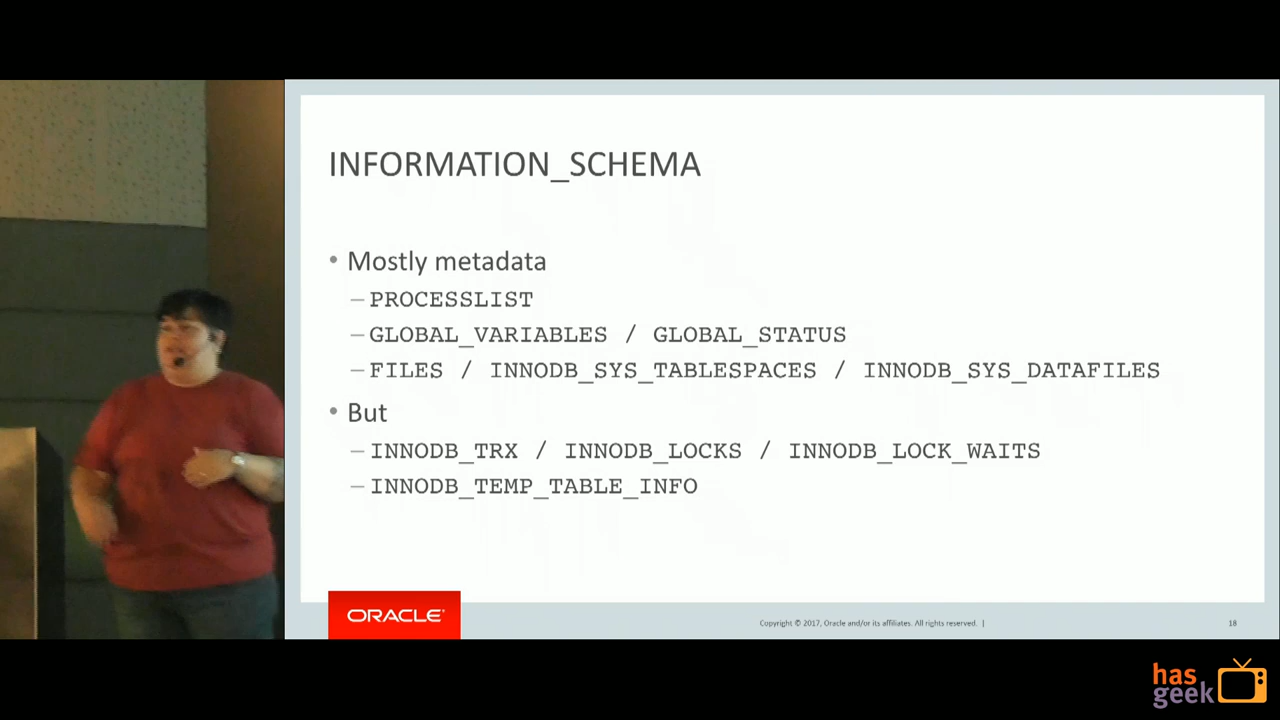 INFORMATION_SCHEMA
• Mostly metadata
– PROCESSLIST
– GLOBAL_VARIABLES / GLOBAL_STATUS
– FILES / INNODB_SYS_TABLESPACES / INNODB_SYS_DATAFILES
• But
– INNODB_TRX / INNODB_LOCKS / INNODB_LOCK_WAITS
– INNODB_TEMP_TABLE_INFO
ORACLE®
Copyright © 2017, Oracle and/or its affiliates. All rights reserved. |
18
has
geek